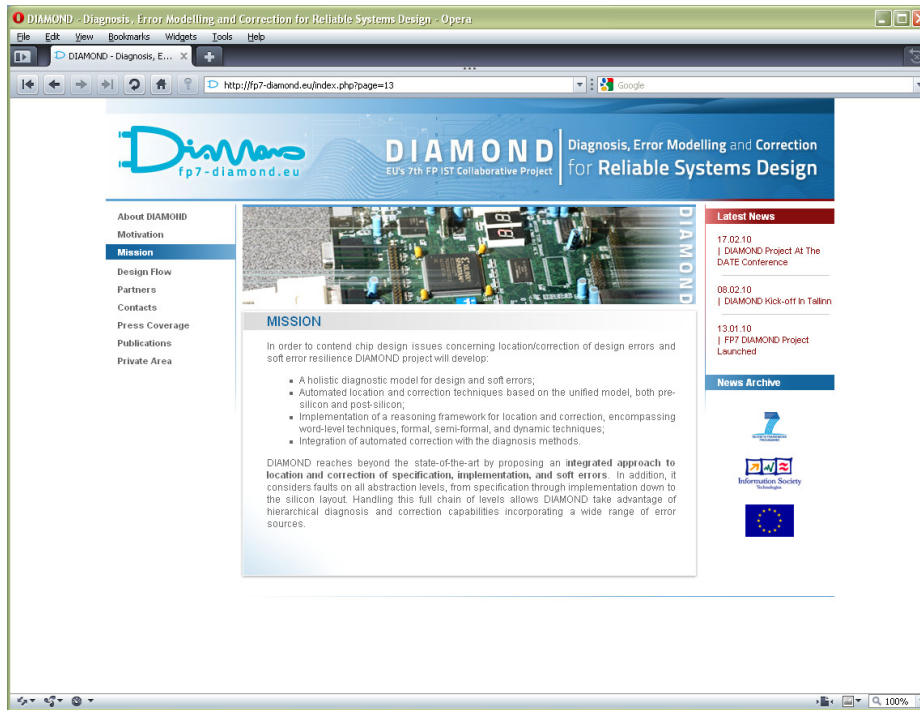 DIAMOND - Diagnosis, Error Modelling and Correction for Reliable Systems Design - Opera
File Edit View Bookmarks Widgets Tools Help
DIAMOND - Diagnosis, E...
http://fp7-diamond.eu/index.php?page=13
Google
Diamond
fp7-diamond.eu
DIAMOND
EU's 7th FP IST Collaborative Project
Diagnosis, Error Modelling and Correction
for Reliable Systems Design
About DIAMOND
Motivation
Mission
Design Flow
Partners
Contacts
Press Coverage
Publications
Private Area
DIAMOND
MISSION
In order to contend chip design issues concerning location/correction of design errors and
soft error resilience DIAMOND project will develop:
A holistic diagnostic model for design and soft errors;
Automated location and correction techniques based on the unified model, both pre-
silicon and post-silicon;
Implementation of a reasoning framework for location and correction, encompassing
word-level techniques, formal, semi-formal, and dynamic techniques;
Integration of automated correction with the diagnosis methods.
DIAMOND reaches beyond the state-of-the-art by proposing an integrated approach to
location and correction of specification, implementation, and soft errors. In addition, it
considers faults on all abstraction levels, from specification through implementation down to
the silicon layout. Handling this full chain of levels allows DIAMOND take advantage of
hierarchical diagnosis and correction capabilities incorporating a wide range of error
sources.
Latest News
17.02.10
| DIAMOND Project At The
DATE Conference
08.02.10
| DIAMOND Kick-off In Tallinn
13.01.10
| FP7 DIAMOND Project
Launched
News Archive
Information Society
Technologies
100%